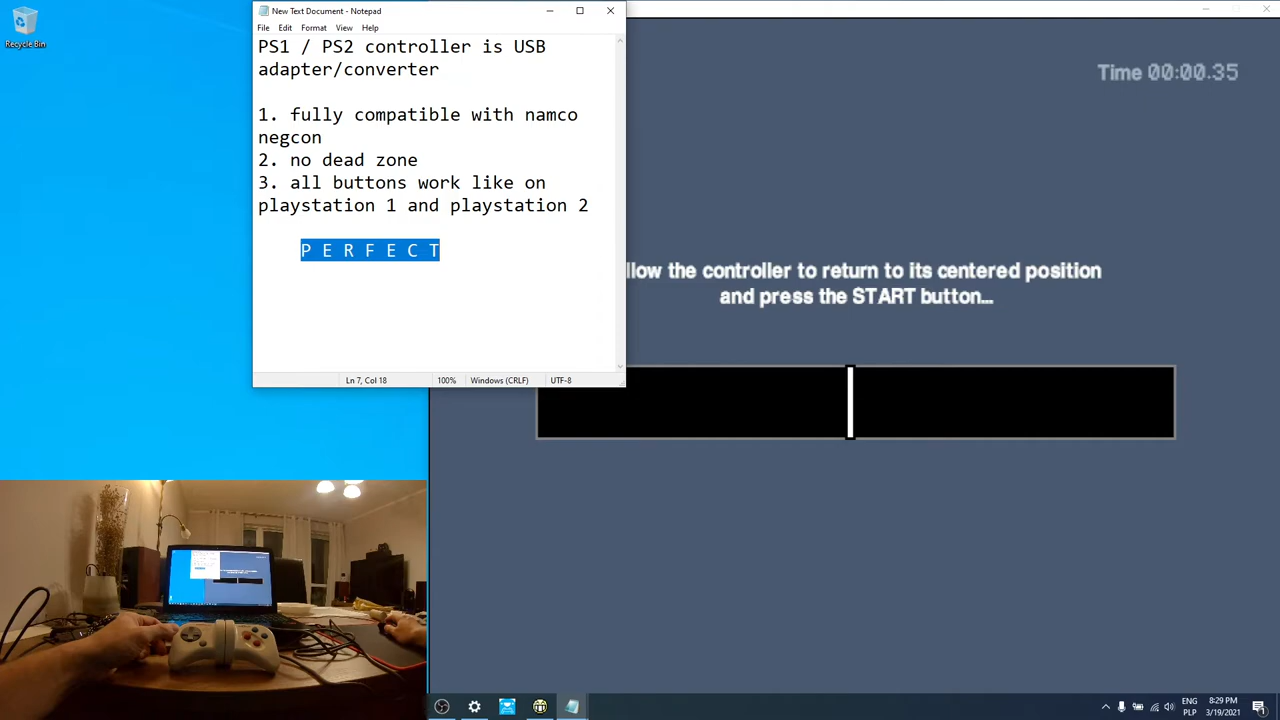 New Text Document - Notepad
File Edit Format View Help
PS1 / PS2 controller is USB
adapter/converter
1. fully compatible with namco
negcon
2. no dead zone
3. all buttons work like on
playstation 1 and playstation 2
P E R F E C T
Ln 7, Col 18 100% Windows (CRLF) UTF-8
Recycle Bin
Time 00:00.35
llow the controller to return to its centered position
and press the START button...
ENG
PLP
8:29 PM
3/19/2021